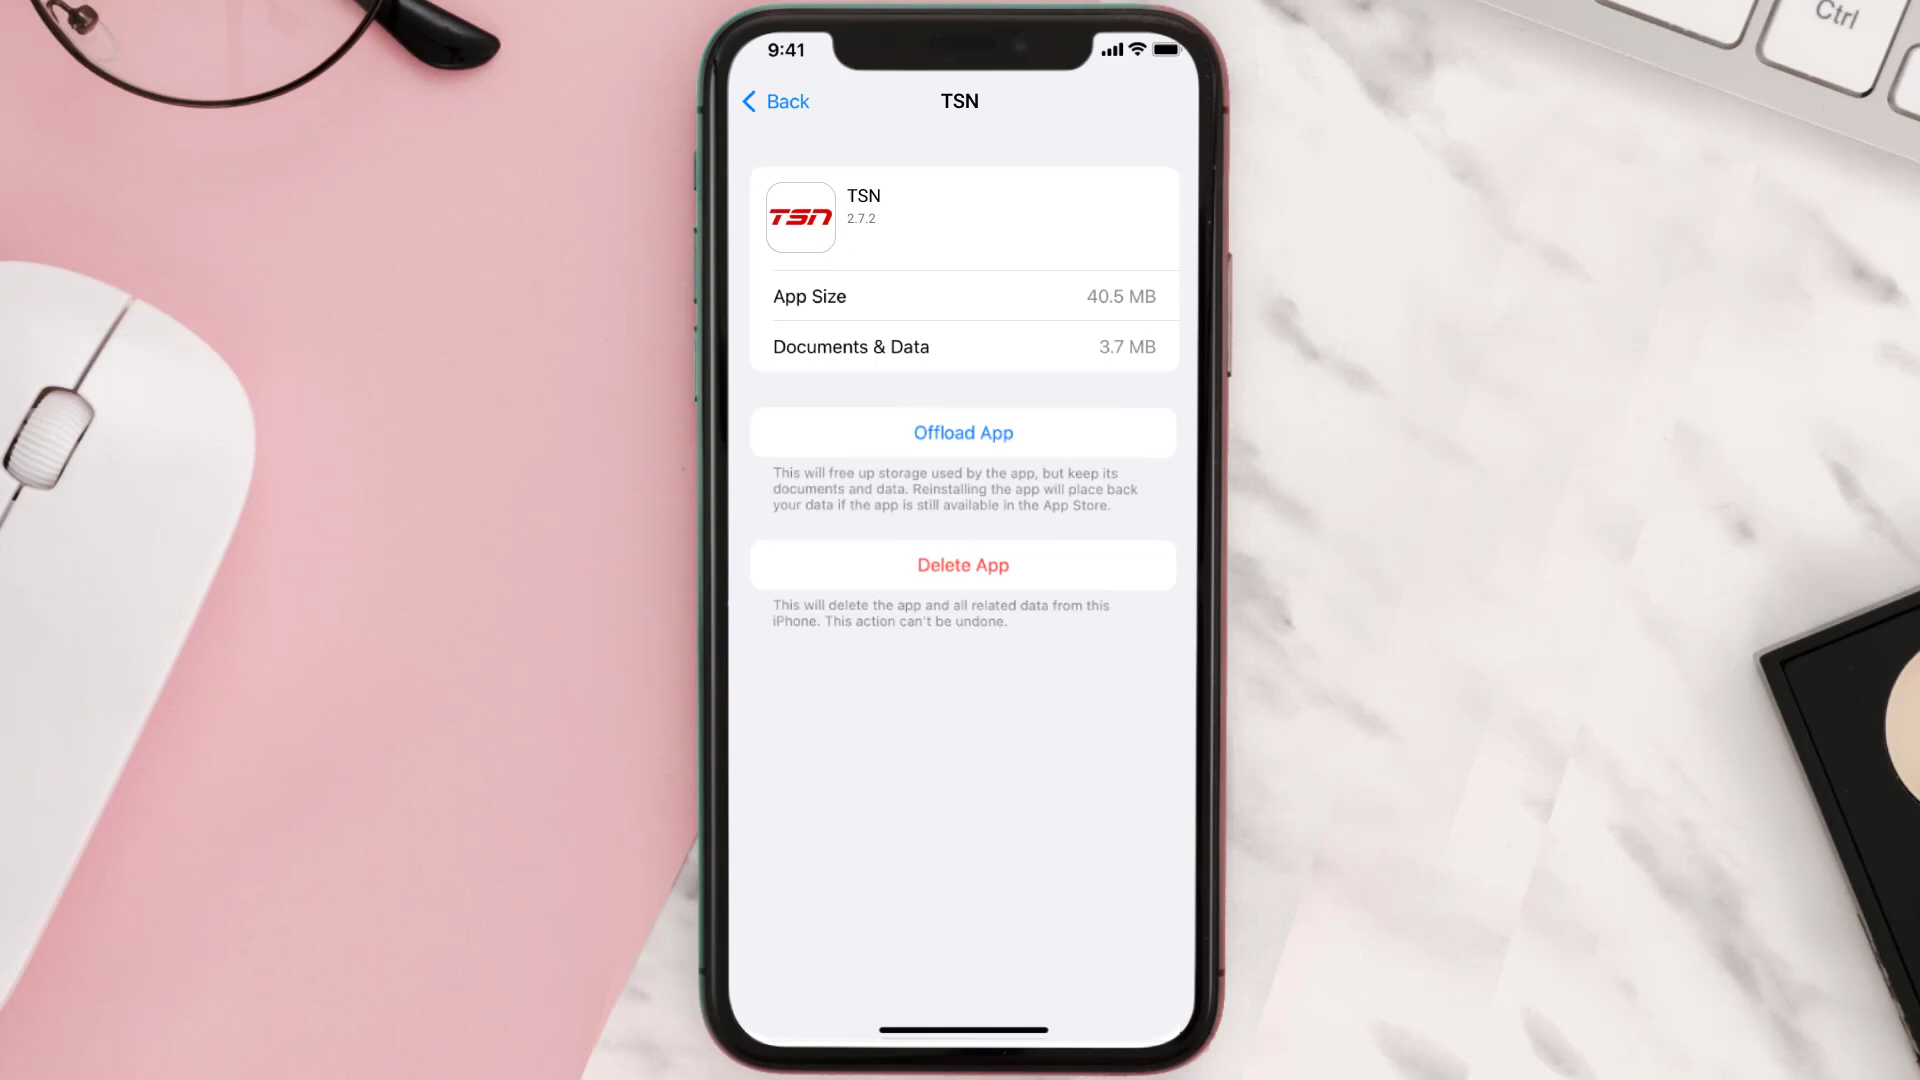 Ctrl
9:41
Back
TSN
TSN
TSN
2.7.2
App Size
40.5 MB
Documents & Data
3.7 MB
Offload App
This will free up storage used by the app, but keep its
documents and data. Reinstalling the app will place back
your data if the app is still available in the App Store.
Delete App
This will delete the app and all related data from this
iPhone. This action can't be undone.